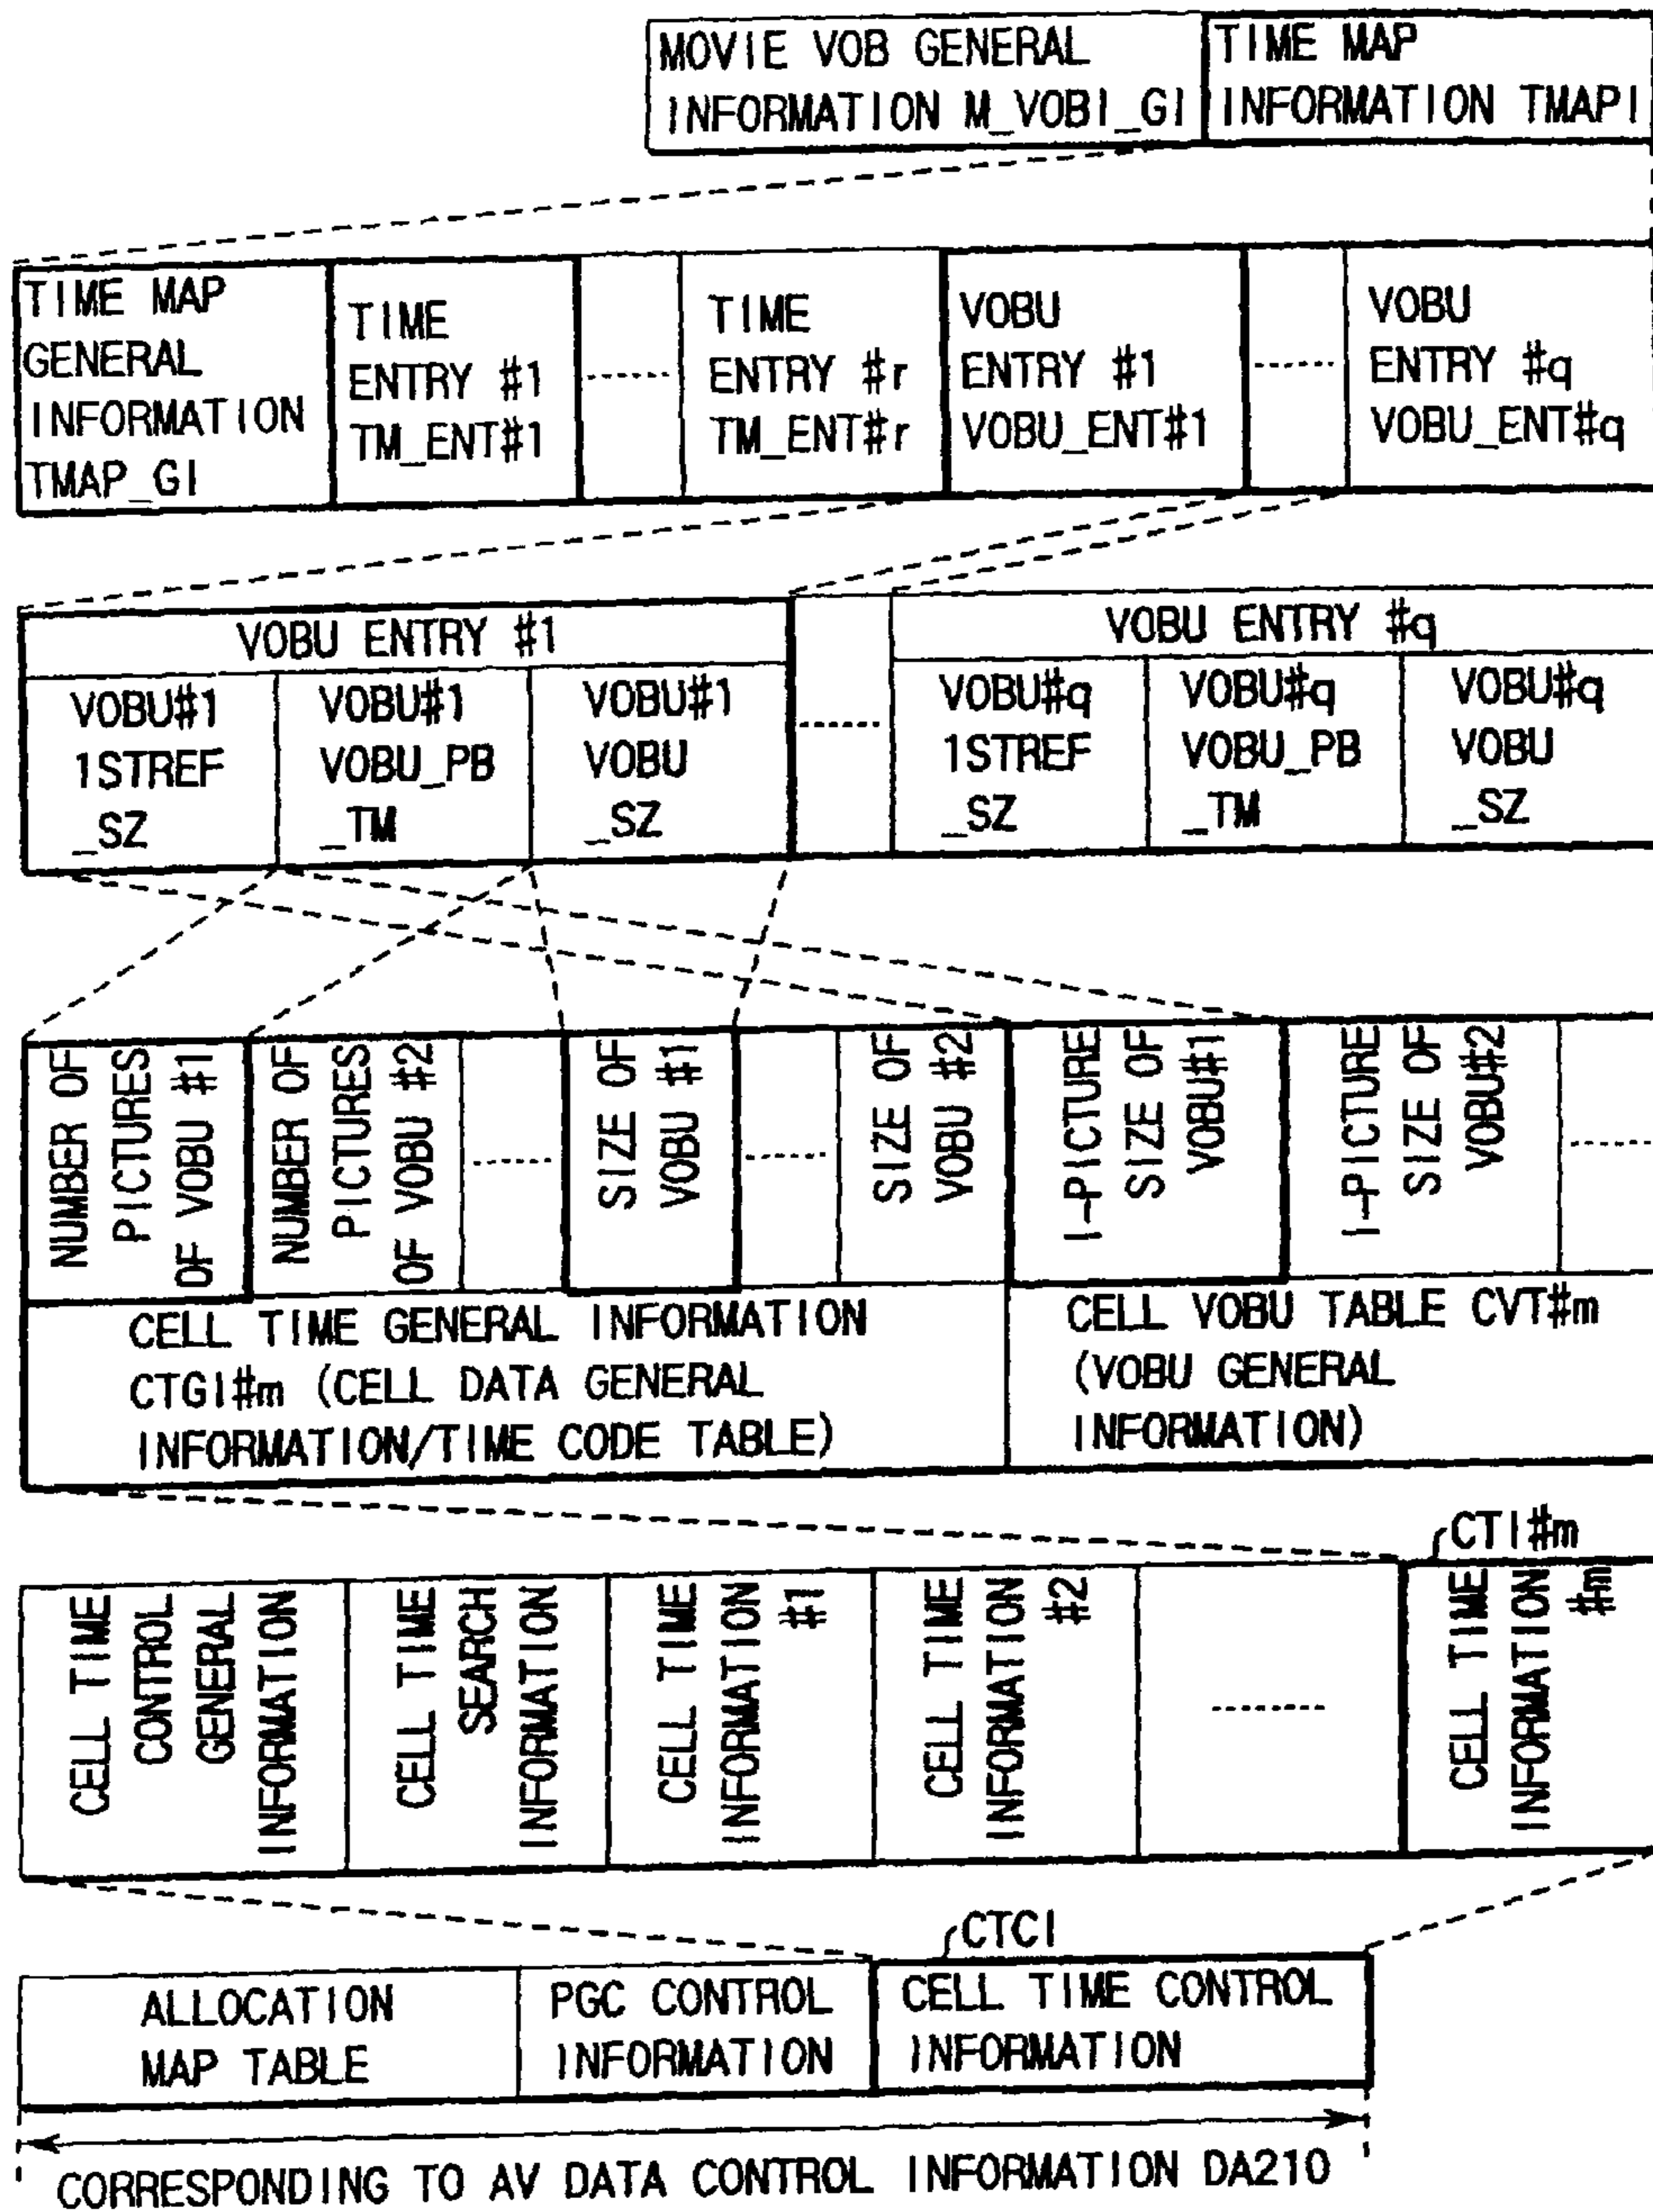 MOVIE VOB GENERAL
INFORMATION M_VOBI_GI
TIME MAP
INFORMATION TMAPI
TIME MAP
GENERAL
INFORMATION
TMAP_GI
TIME
ENTRY #1
TM_ENT#1
TIME
ENTRY #r
TM_ENT#r
VOBU
ENTRY #1
VOBU_ENT#1
VOBU
ENTRY #q
VOBU_ENT#q
VOBU ENTRY #1
VOBU#1
1STREF
_SZ
VOBU#1
VOBU_PB
_TM
VOBU#1
VOBU
_SZ
VOBU ENTRY #q
VOBU#q
1STREF
_SZ
VOBU#q
VOBU_PB
_TM
VOBU#q
VOBU
_SZ
NUMBER OF
PICTURES
OF VOBU #1
NUMBER OF
PICTURES
OF VOBU #2
SIZE OF
VOBU #1
SIZE OF
VOBU #2
I-PICTURE
SIZE OF
VOBU#1
I-PICTURE
SIZE OF
VOBU#2
CELL TIME GENERAL INFORMATION
CTGI#m (CELL DATA GENERAL
INFORMATION/TIME CODE TABLE)
CELL VOBU TABLE CVT#m
(VOBU GENERAL
INFORMATION)
CTI#m
CELL TIME
CONTROL
GENERAL
INFORMATION
CELL TIME
SEARCH
INFORMATION
CELL TIME
INFORMATION
#1
CELL TIME
INFORMATION
#2
CELL TIME
INFORMATION
#m
CTCI
ALLOCATION
MAP TABLE
PGC CONTROL
INFORMATION
CELL TIME CONTROL
INFORMATION
CORRESPONDING TO AV DATA CONTROL INFORMATION DA210